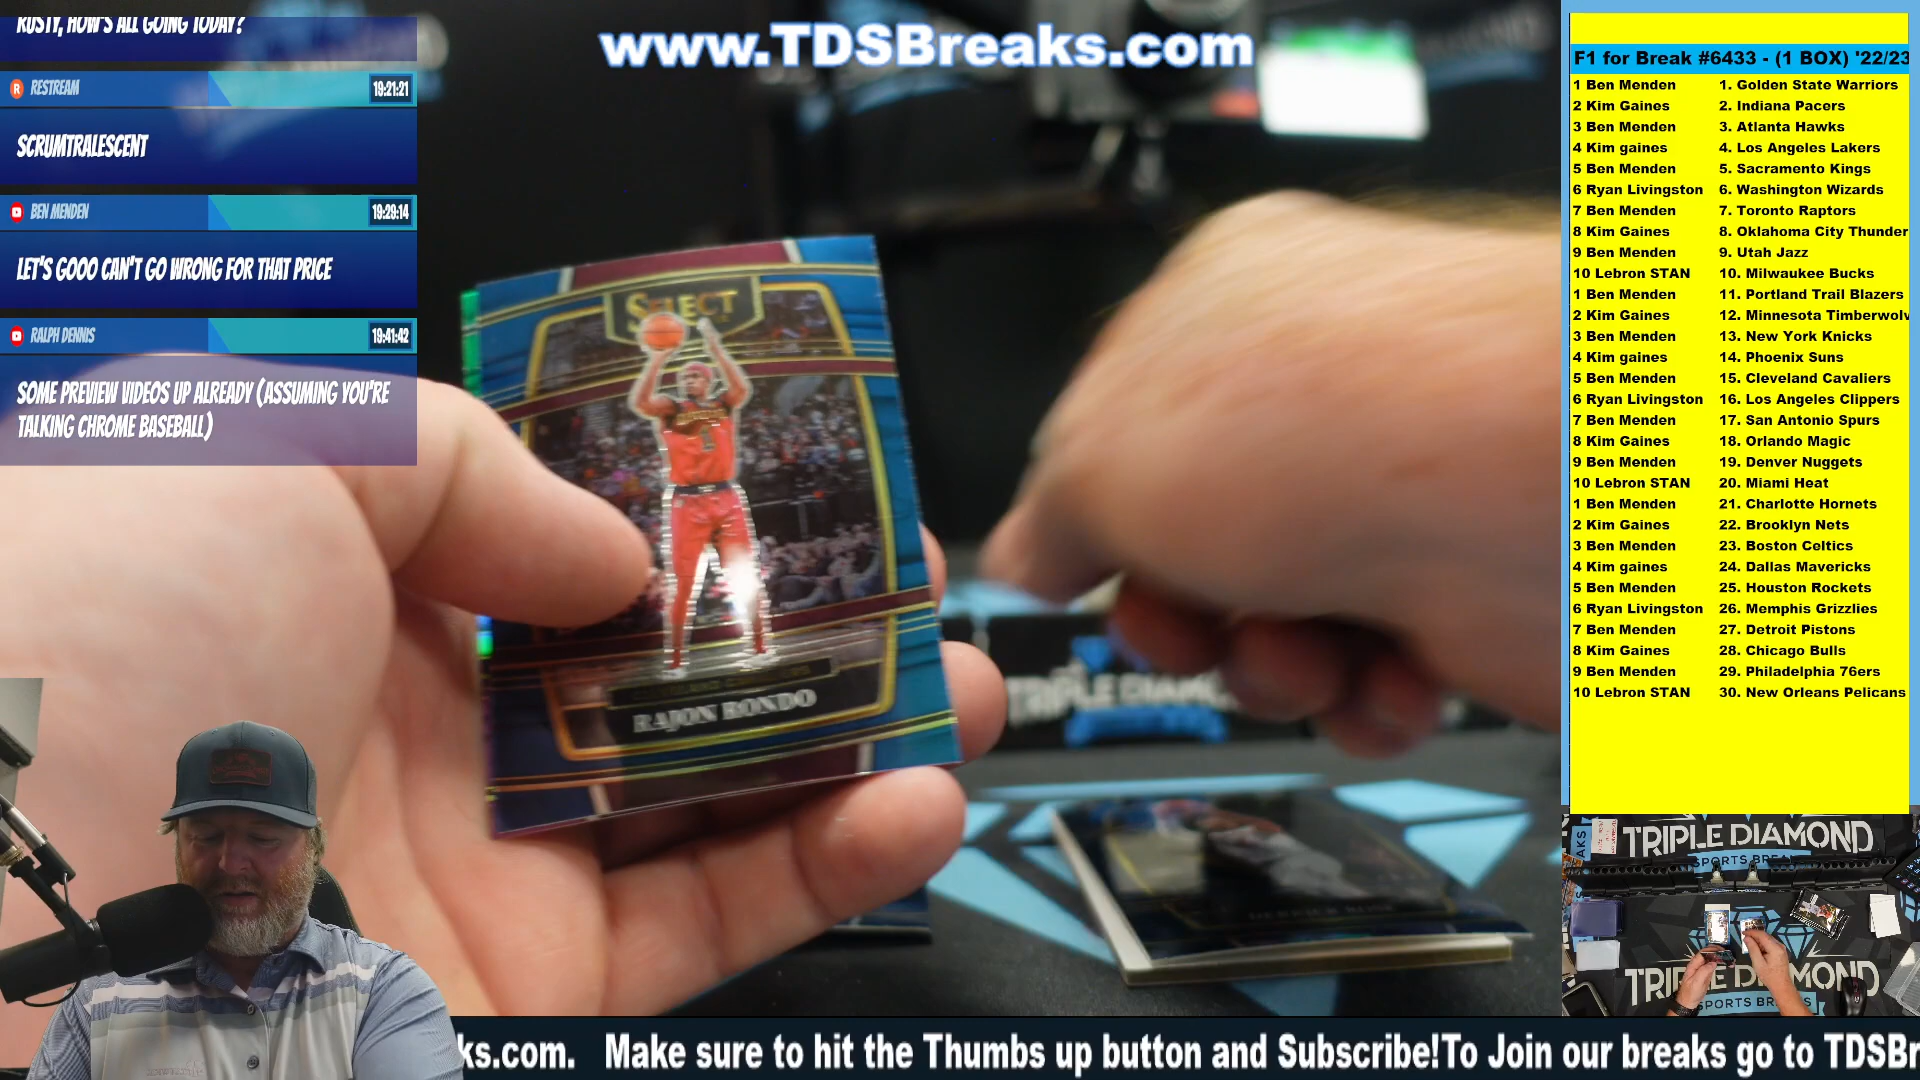 RUSTY, HOW'S ALL GOING TODAY?
RESTREAM
19:21:21
SCRUMTRALESCENT
BEN MENDEN
19:29:14
LET'S GOOO CAN'T GO WRONG FOR THAT PRICE
RALPH DENNIS
19:41:42
SOME PREVIEW VIDEOS UP ALREADY (ASSUMING YOU'RE
TALKING CHROME BASEBALL)
www.TDSBreaks.com
SELECT
RAJON RONDO
TRIPLE DIAMOND
F1 for Break #6433 - (1 BOX) '22/23
1 Ben Menden 1. Golden State Warriors
2 Kim Gaines 2. Indiana Pacers
3 Ben Menden 3. Atlanta Hawks
4 Kim gaines 4. Los Angeles Lakers
5 Ben Menden 5. Sacramento Kings
6 Ryan Livingston 6. Washington Wizards
7 Ben Menden 7. Toronto Raptors
8 Kim Gaines 8. Oklahoma City Thunder
9 Ben Menden 9. Utah Jazz
10 Lebron STAN 10. Milwaukee Bucks
1 Ben Menden 11. Portland Trail Blazers
2 Kim Gaines 12. Minnesota Timberwolv
3 Ben Menden 13. New York Knicks
4 Kim gaines 14. Phoenix Suns
5 Ben Menden 15. Cleveland Cavaliers
6 Ryan Livingston 16. Los Angeles Clippers
7 Ben Menden 17. San Antonio Spurs
8 Kim Gaines 18. Orlando Magic
9 Ben Menden 19. Denver Nuggets
10 Lebron STAN 20. Miami Heat
1 Ben Menden 21. Charlotte Hornets
2 Kim Gaines 22. Brooklyn Nets
3 Ben Menden 23. Boston Celtics
4 Kim gaines 24. Dallas Mavericks
5 Ben Menden 25. Houston Rockets
6 Ryan Livingston 26. Memphis Grizzlies
7 Ben Menden 27. Detroit Pistons
8 Kim Gaines 28. Chicago Bulls
9 Ben Menden 29. Philadelphia 76ers
10 Lebron STAN 30. New Orleans Pelicans
TRIPLE DIAMOND
SPORTS BREAKS
TRIPLE DIAMOND
SPORTS BREAKS
ks.com. Make sure to hit the Thumbs up button and Subscribe!To Join our breaks go to TDSBr